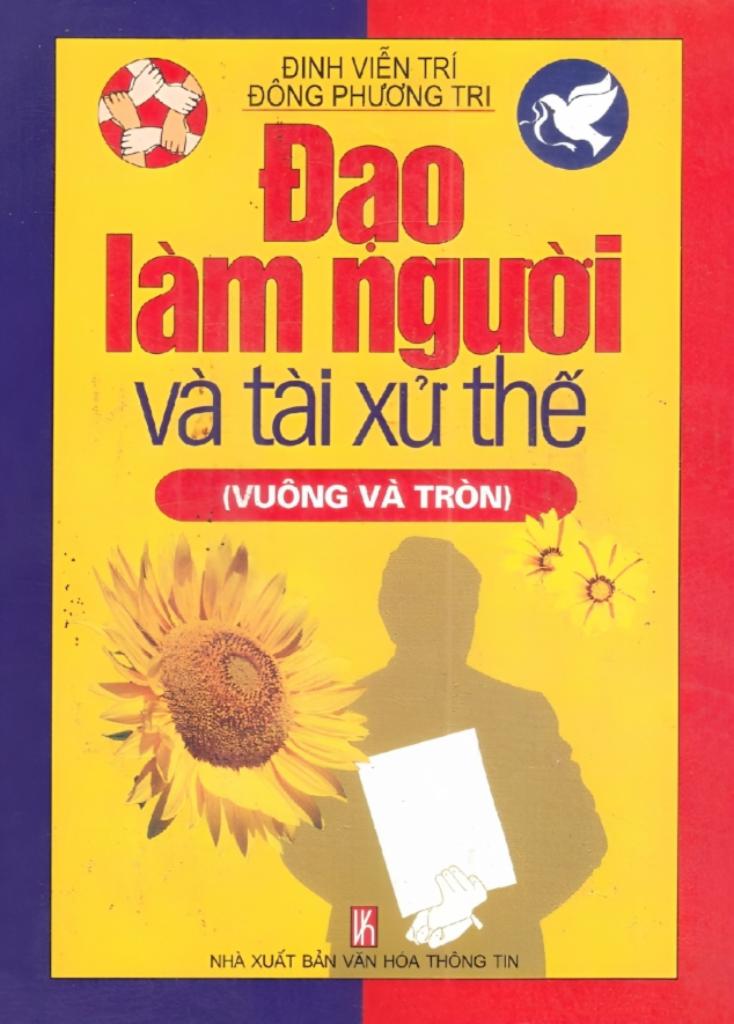 ĐINH VIỄN TRÍ
ĐÔNG PHƯƠNG TRI
Đạo
làm người
và tài xử thế
(VUÔNG VÀ TRÒN)
NHÀ XUẤT BẢN VĂN HÓA THÔNG TIN